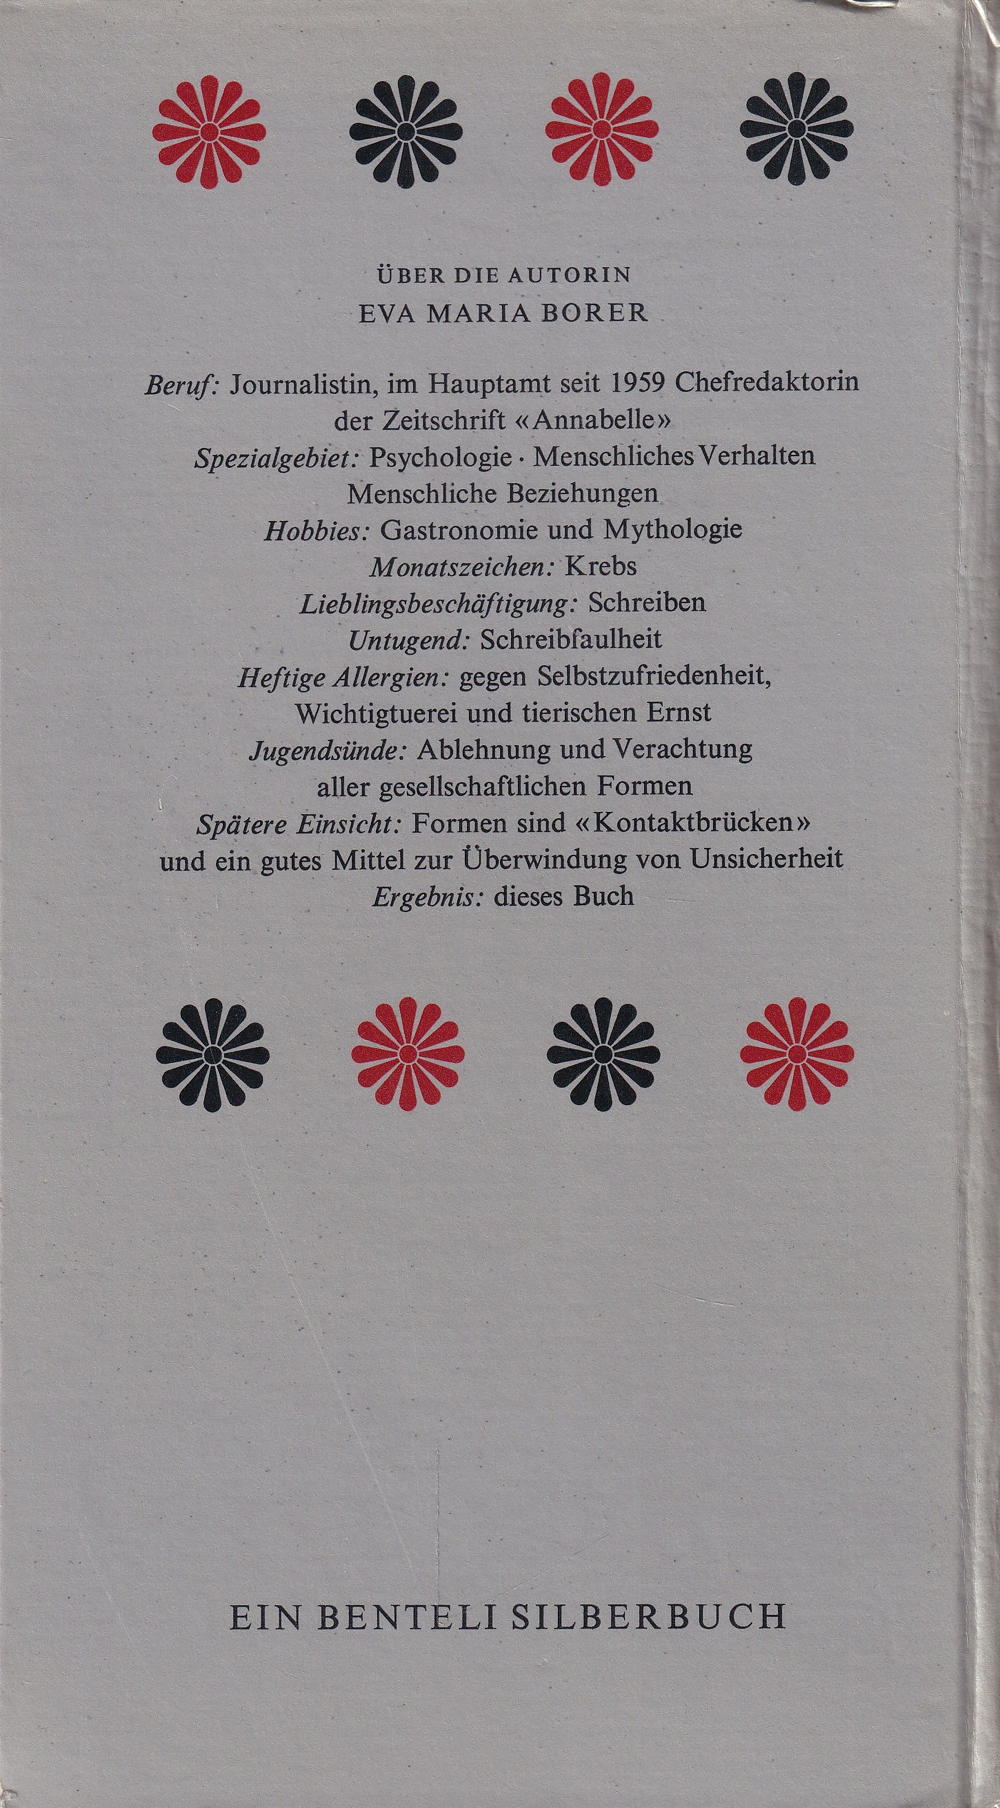 ÜBER DIE AUTORIN
EVA MARIA BORER
Beruf: Journalistin, im Hauptamt seit 1959 Chefredaktorin
der Zeitschrift «Annabelle»
Spezialgebiet: Psychologie · Menschliches Verhalten
Menschliche Beziehungen
Hobbies: Gastronomie und Mythologie
Monatszeichen: Krebs
Lieblingsbeschäftigung: Schreiben
Untugend: Schreibfaulheit
Heftige Allergien: gegen Selbstzufriedenheit,
Wichtigtuerei und tierischen Ernst
Jugendsünde: Ablehnung und Verachtung
aller gesellschaftlichen Formen
Spätere Einsicht: Formen sind «Kontaktbrücken»
und ein gutes Mittel zur Überwindung von Unsicherheit
Ergebnis: dieses Buch
EIN BENTELI SILBERBUCH